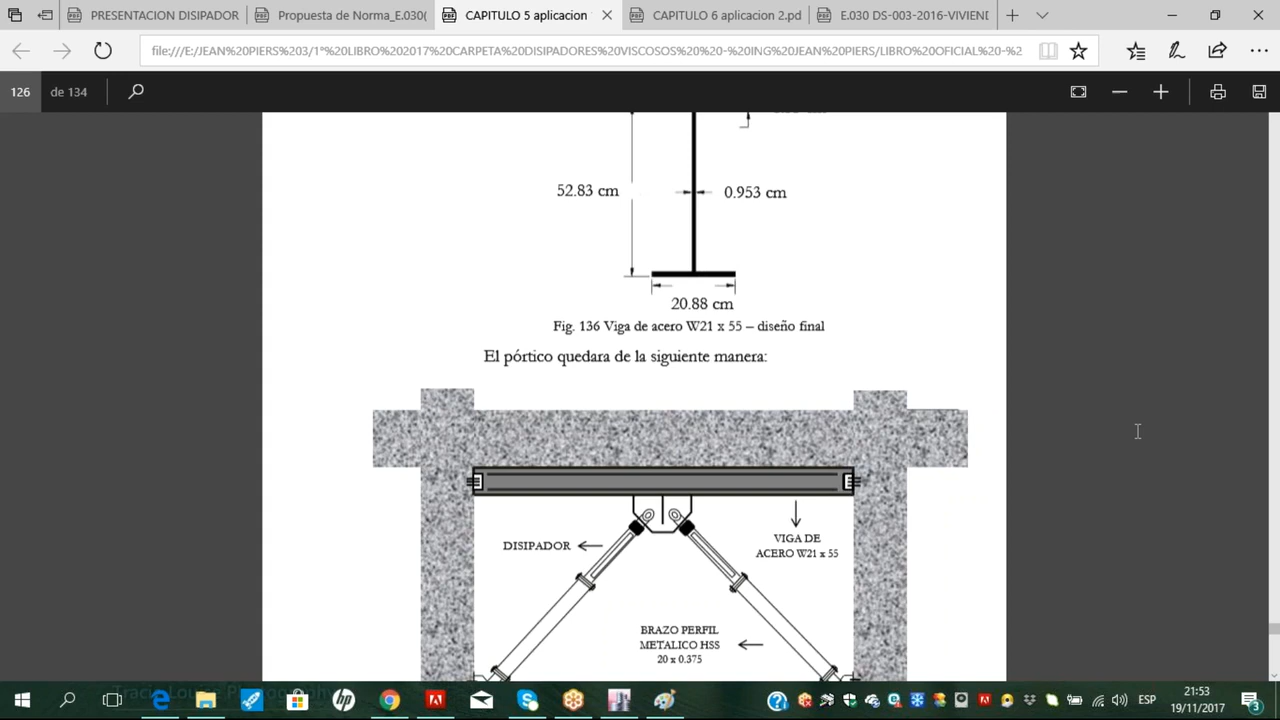 PRESENTACION DISIPADOR
Propuesta de Norma_E.030(
CAPITULO 5 aplicacion
CAPITULO 6 aplicacion 2.pd
E.030 DS-003-2016-VIVIEND
file:///E:/JEAN%20PIERS%203/1°%20LIBRO%202017%20CARPETA%20DISIPADORES%20VISCOSOS%20%20-%20ING%20JEAN%20PIERS/LIBRO%20OFICIAL%20-%2
126 de 134
52.83 cm
0.953 cm
20.88 cm
Fig. 136 Viga de acero W21 x 55 – diseño final
El pórtico quedara de la siguiente manera:
DISIPADOR
VIGA DE
ACERO W21 x 55
BRAZO PERFIL
METALICO HSS
20 x 0.375
ESP
21:53
19/11/2017
3